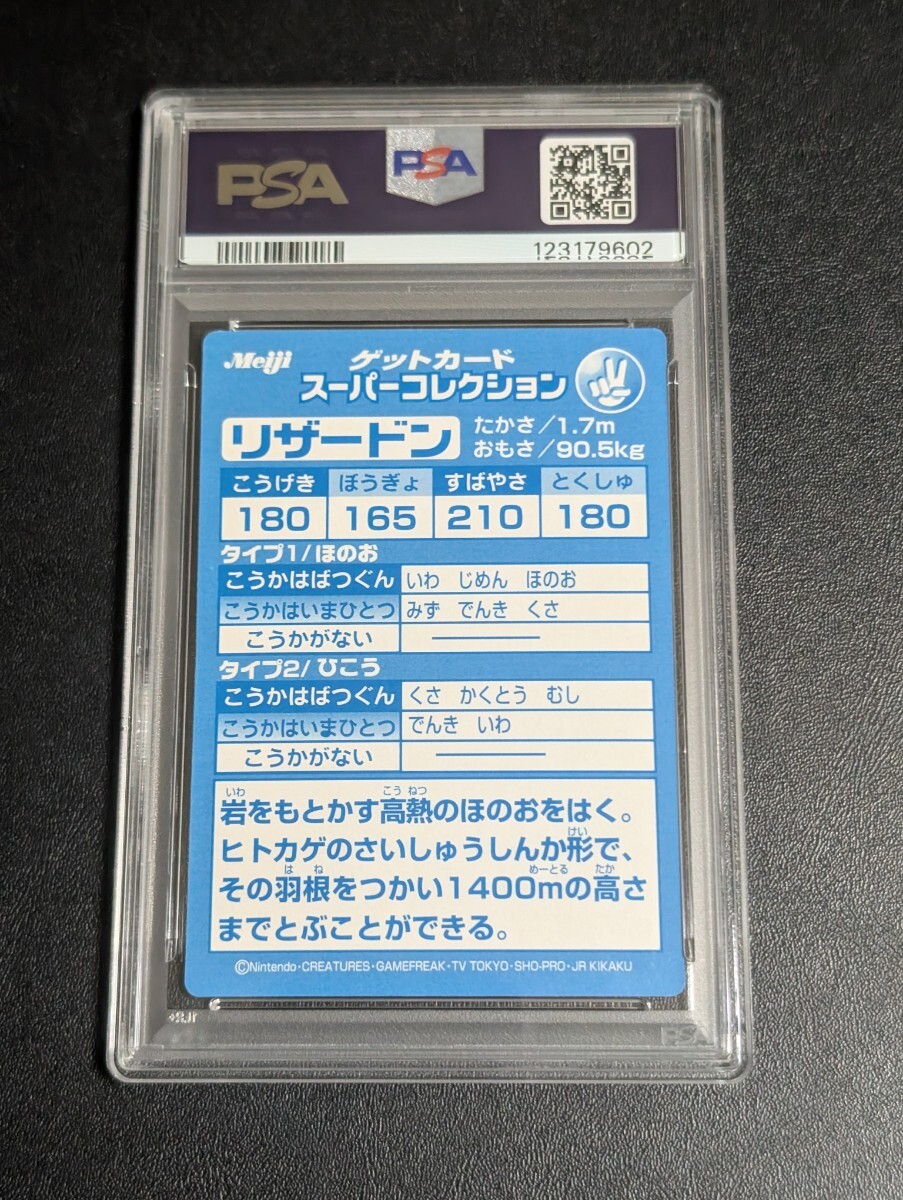 PSA
PSA
123179602
Meiji
ゲットカード
スーパーコレクション
リザードン
たかさ/1.7m
おもさ/90.5kg
こうげき ぼうぎょ すばやさ とくしゅ
180 165 210 180
タイプ1/ほのお
こうかはばつぐん いわ じめん ほのお
こうかはいまひとつ みず でんき くさ
こうかがない ―
タイプ2/ひこう
こうかはばつぐん くさ かくとう むし
こうかはいまひとつ でんき いわ
こうかがない ―
岩をもとかす高熱のほのおをはく。
ヒトカゲのさいしゅうしんか形で、
その羽根をつかい1400mの高さ
までとぶことができる。
©Nintendo・CREATURES・GAMEFREAK・TV TOKYO・SHO-PRO・JR KIKAKU